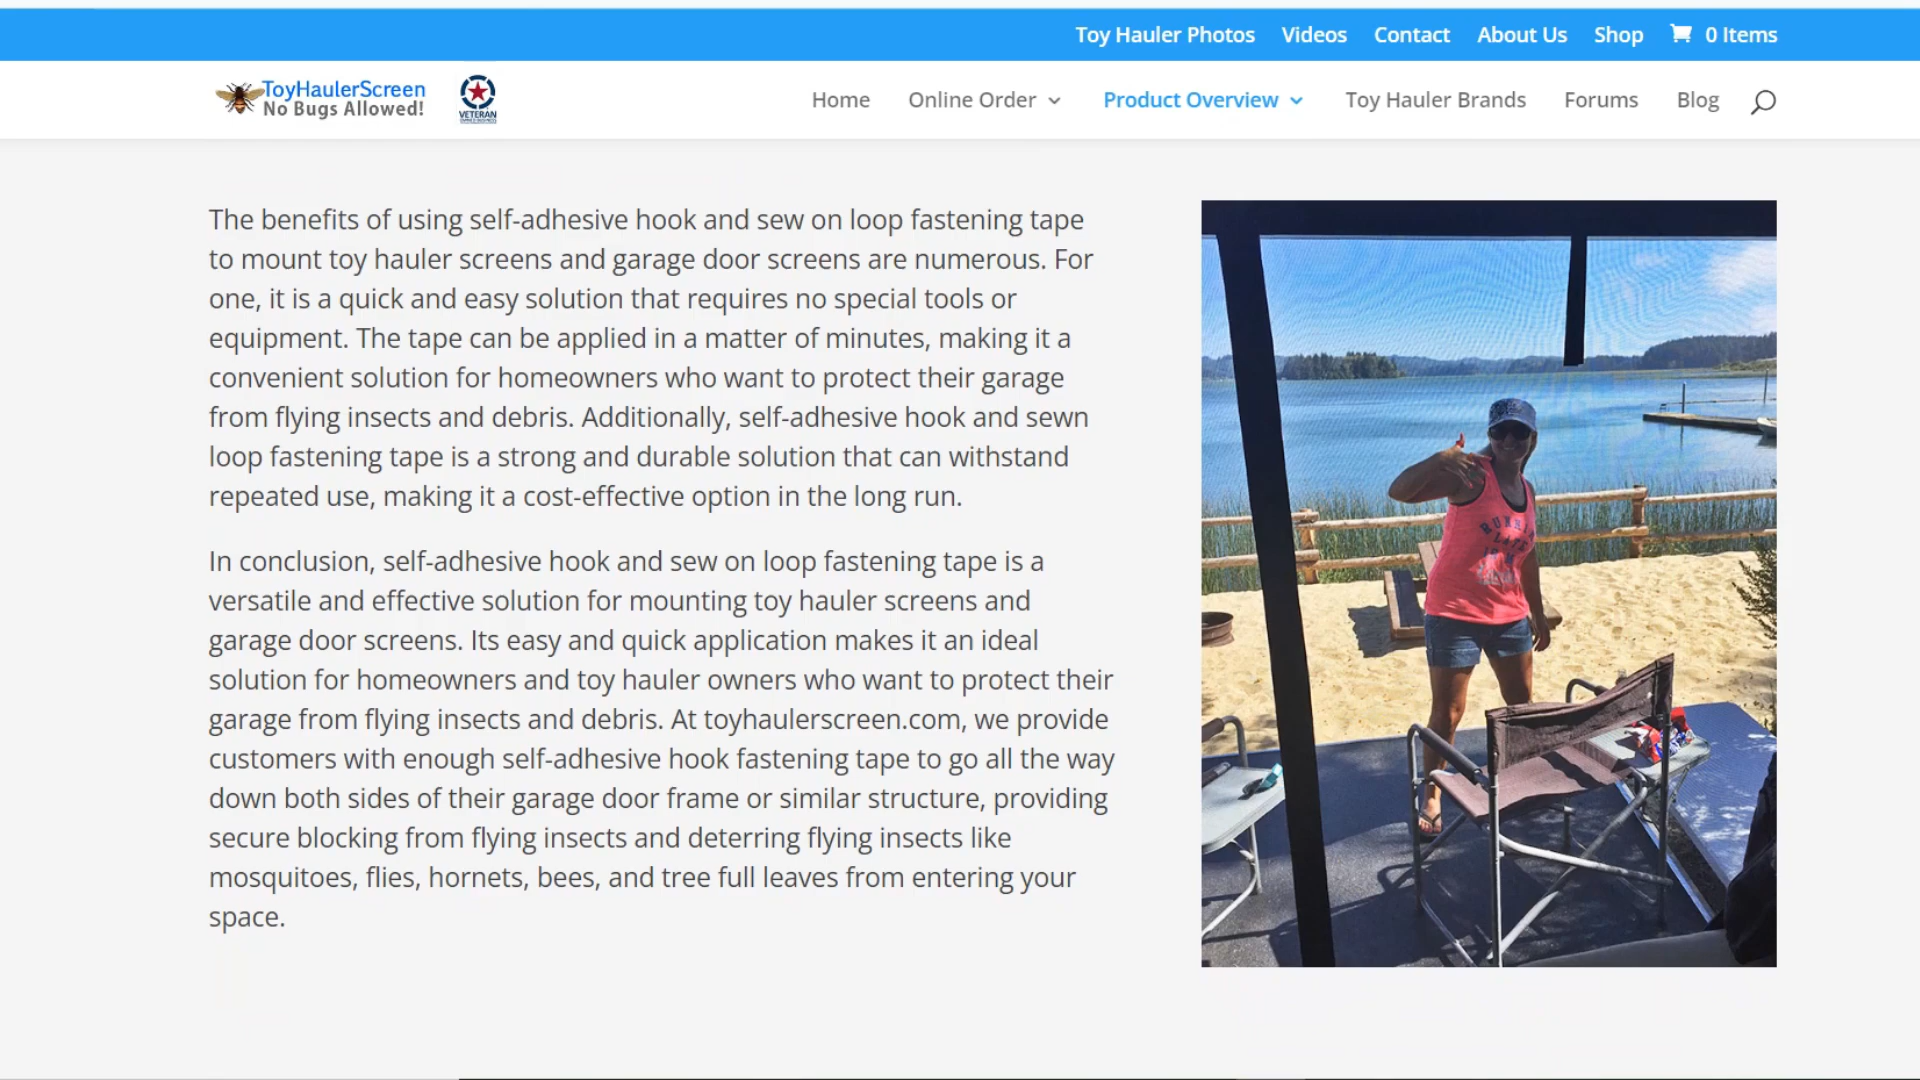 Toy Hauler Photos Videos Contact About Us Shop 0 Items
ToyHaulerScreen
No Bugs Allowed!
VETERAN
Home Online Order Product Overview Toy Hauler Brands Forums Blog
The benefits of using self-adhesive hook and sew on loop fastening tape
to mount toy hauler screens and garage door screens are numerous. For
one, it is a quick and easy solution that requires no special tools or
equipment. The tape can be applied in a matter of minutes, making it a
convenient solution for homeowners who want to protect their garage
from flying insects and debris. Additionally, self-adhesive hook and sewn
loop fastening tape is a strong and durable solution that can withstand
repeated use, making it a cost-effective option in the long run.
In conclusion, self-adhesive hook and sew on loop fastening tape is a
versatile and effective solution for mounting toy hauler screens and
garage door screens. Its easy and quick application makes it an ideal
solution for homeowners and toy hauler owners who want to protect their
garage from flying insects and debris. At toyhaulerscreen.com, we provide
customers with enough self-adhesive hook fastening tape to go all the way
down both sides of their garage door frame or similar structure, providing
secure blocking from flying insects and deterring flying insects like
mosquitoes, flies, hornets, bees, and tree full leaves from entering your
space.